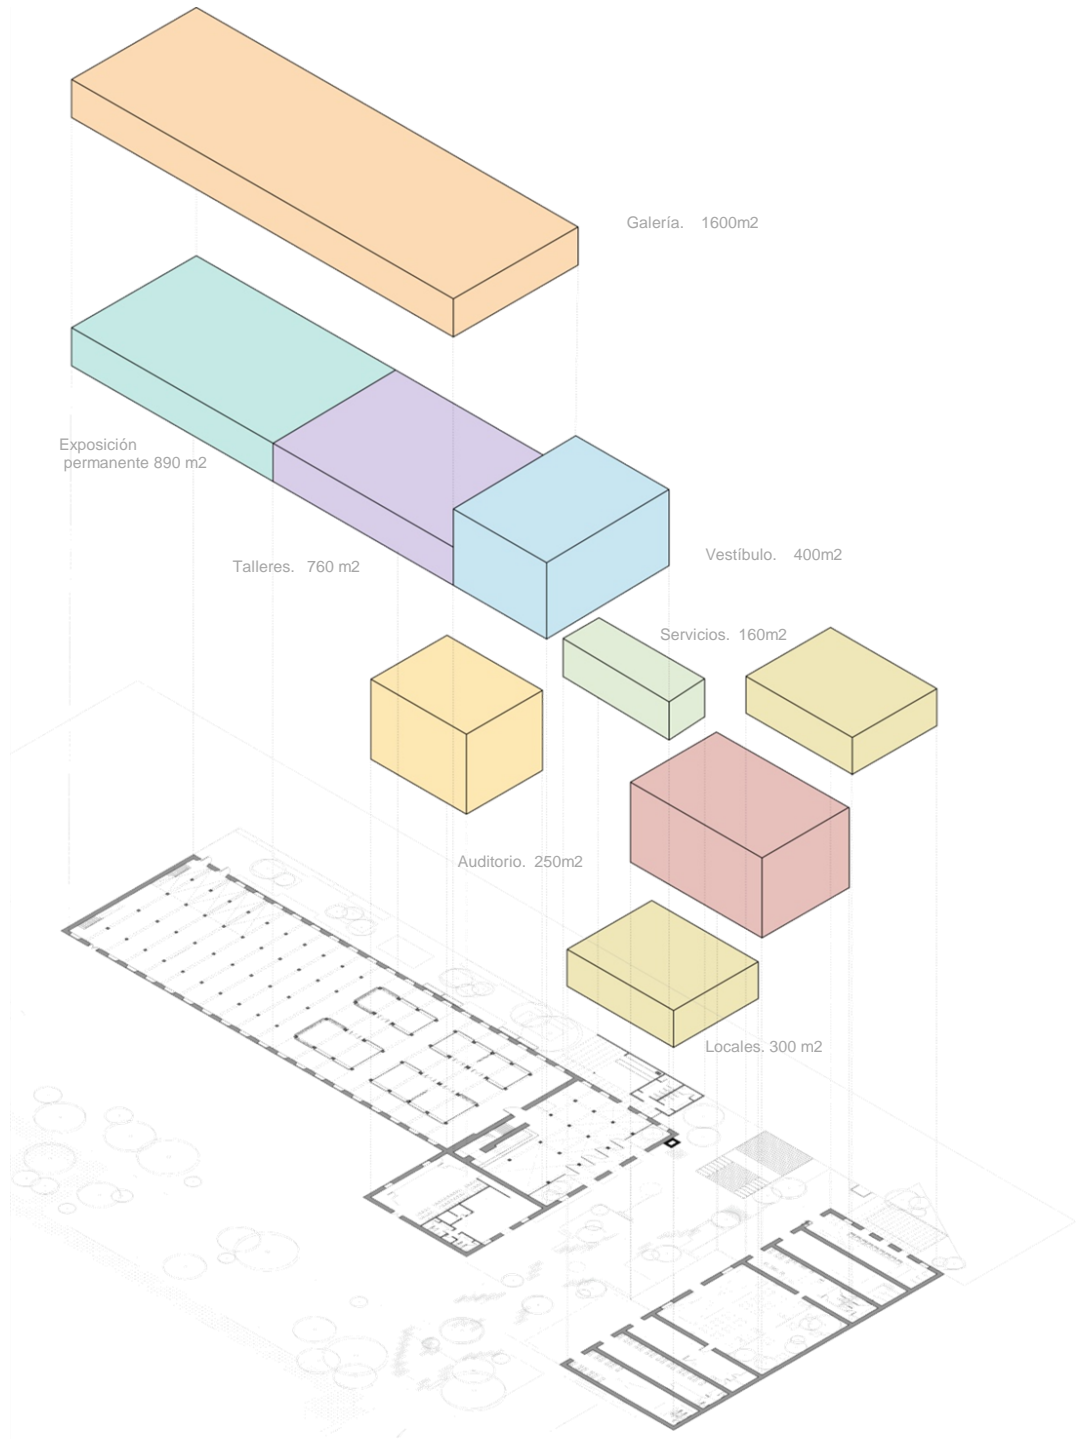 Galería. 1600m2
Exposición
permanente 890 m2
Talleres. 760 m2
Vestíbulo. 400m2
Servicios. 160m2
Auditorio. 250m2
Locales. 300 m2